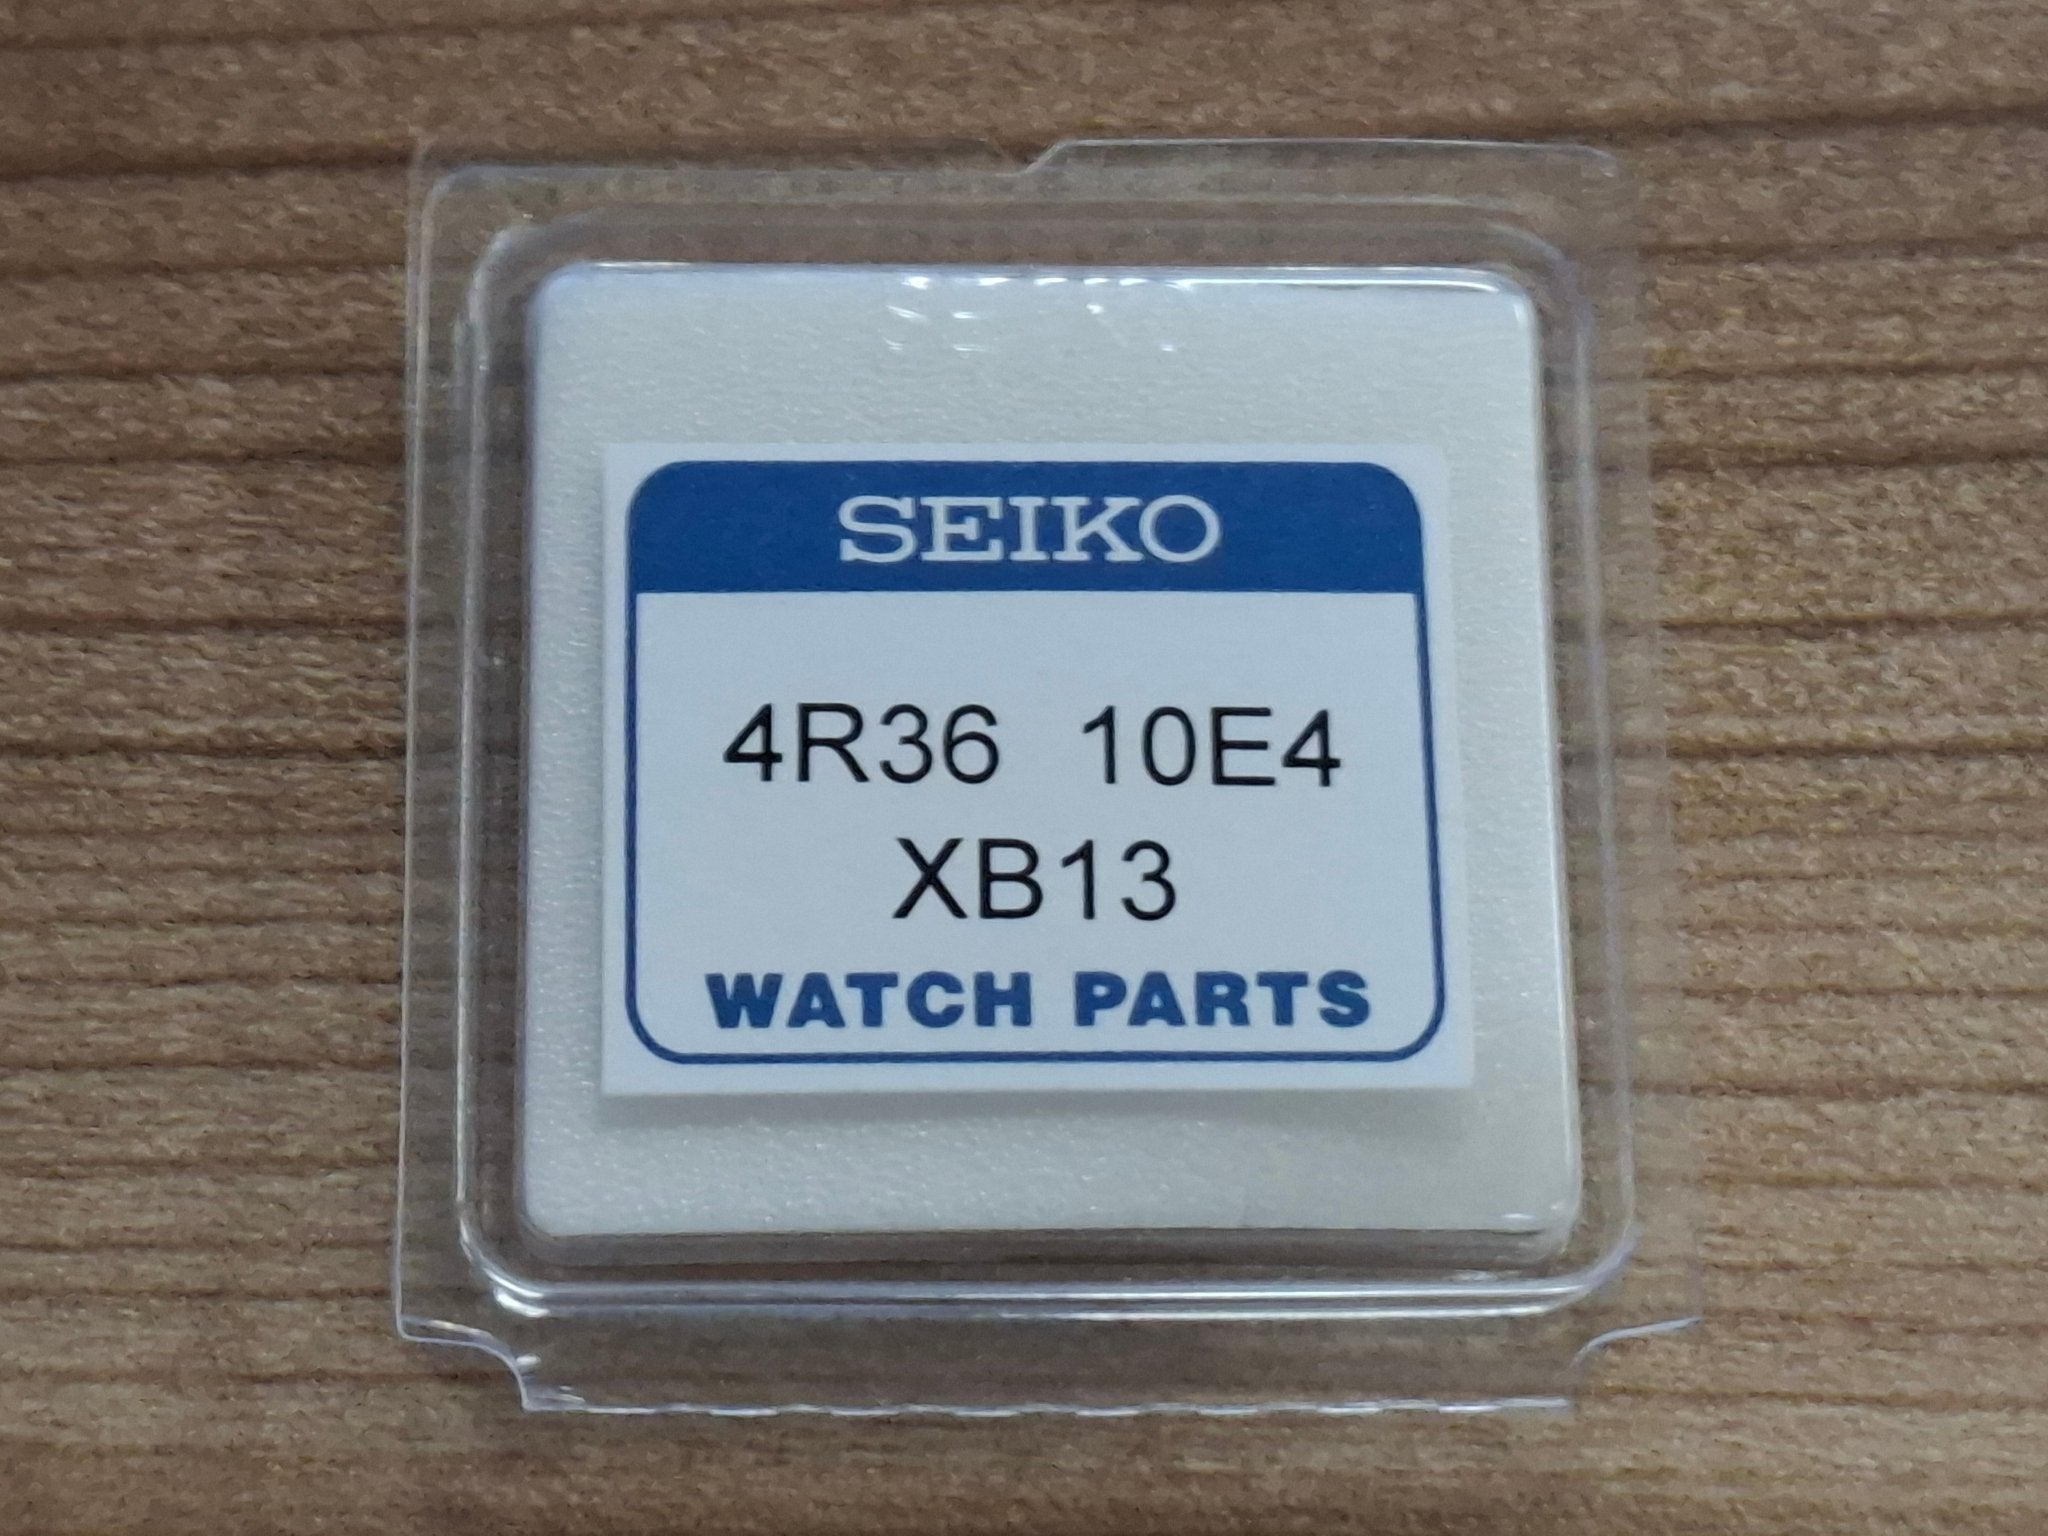 SEIKO
4R36 10E4
XB13
WATCH PARTS